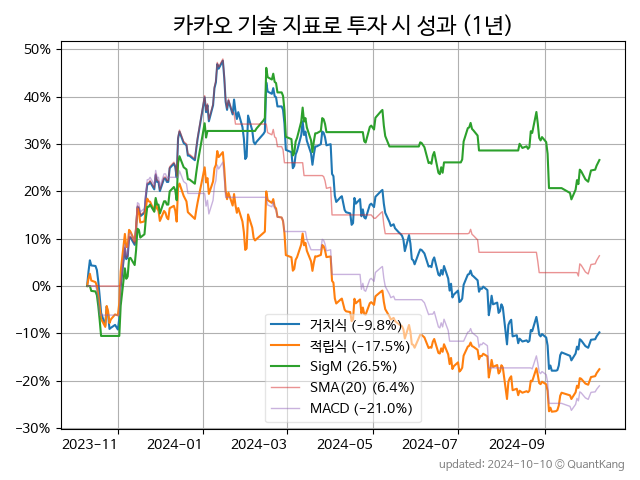 카카오 기술 지표로 투자 시 성과 (1년)
50%
40%
30%
20%
10%
0%
−10%
−20%
−30%
거치식 (−9.8%)
적립식 (−17.5%)
SigM (26.5%)
SMA(20) (6.4%)
MACD (−21.0%)
2023-11
2024-01
2024-03
2024-05
2024-07
2024-09
updated: 2024-10-10 © QuantKang